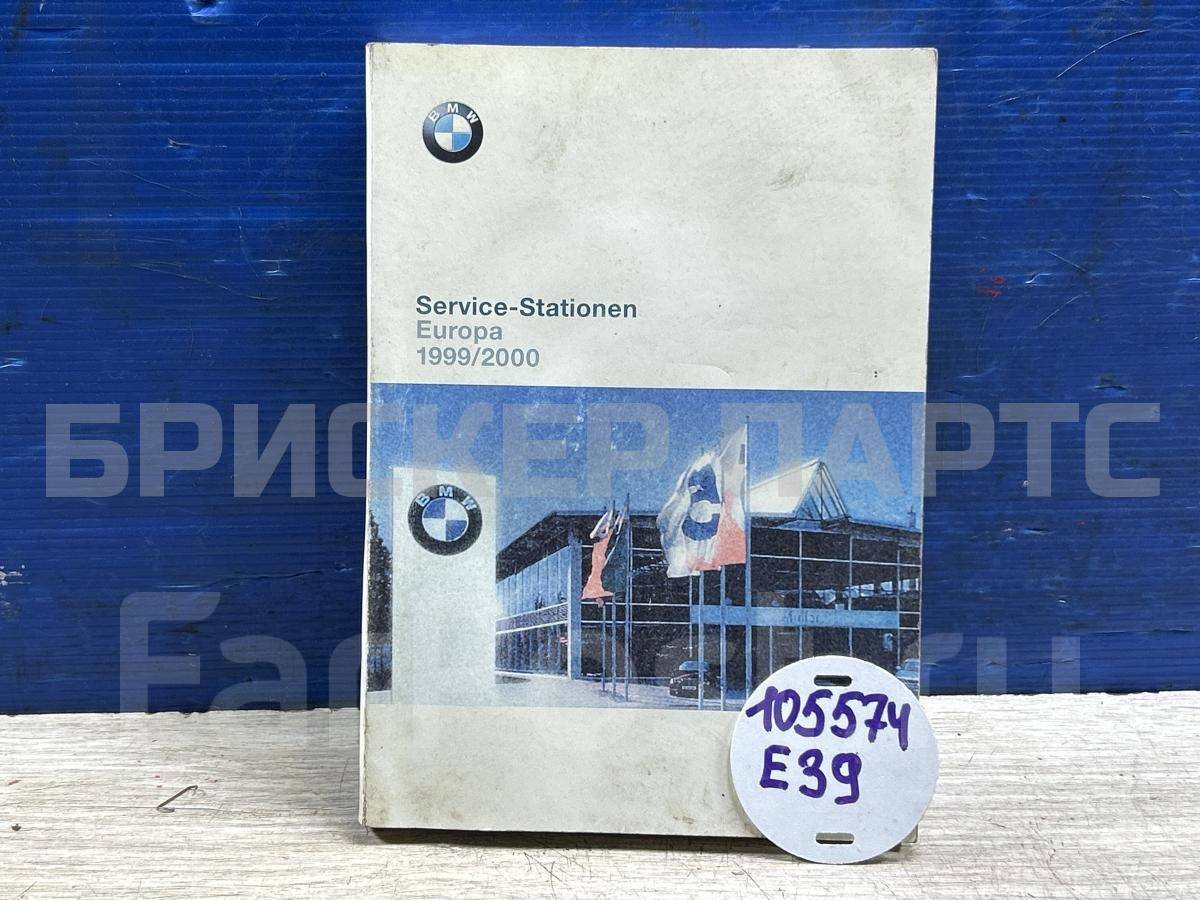 BMW
Service-Stationen
Europa
1999/2000
БРИСКЕР ПАРТС
BMW
105574
E39